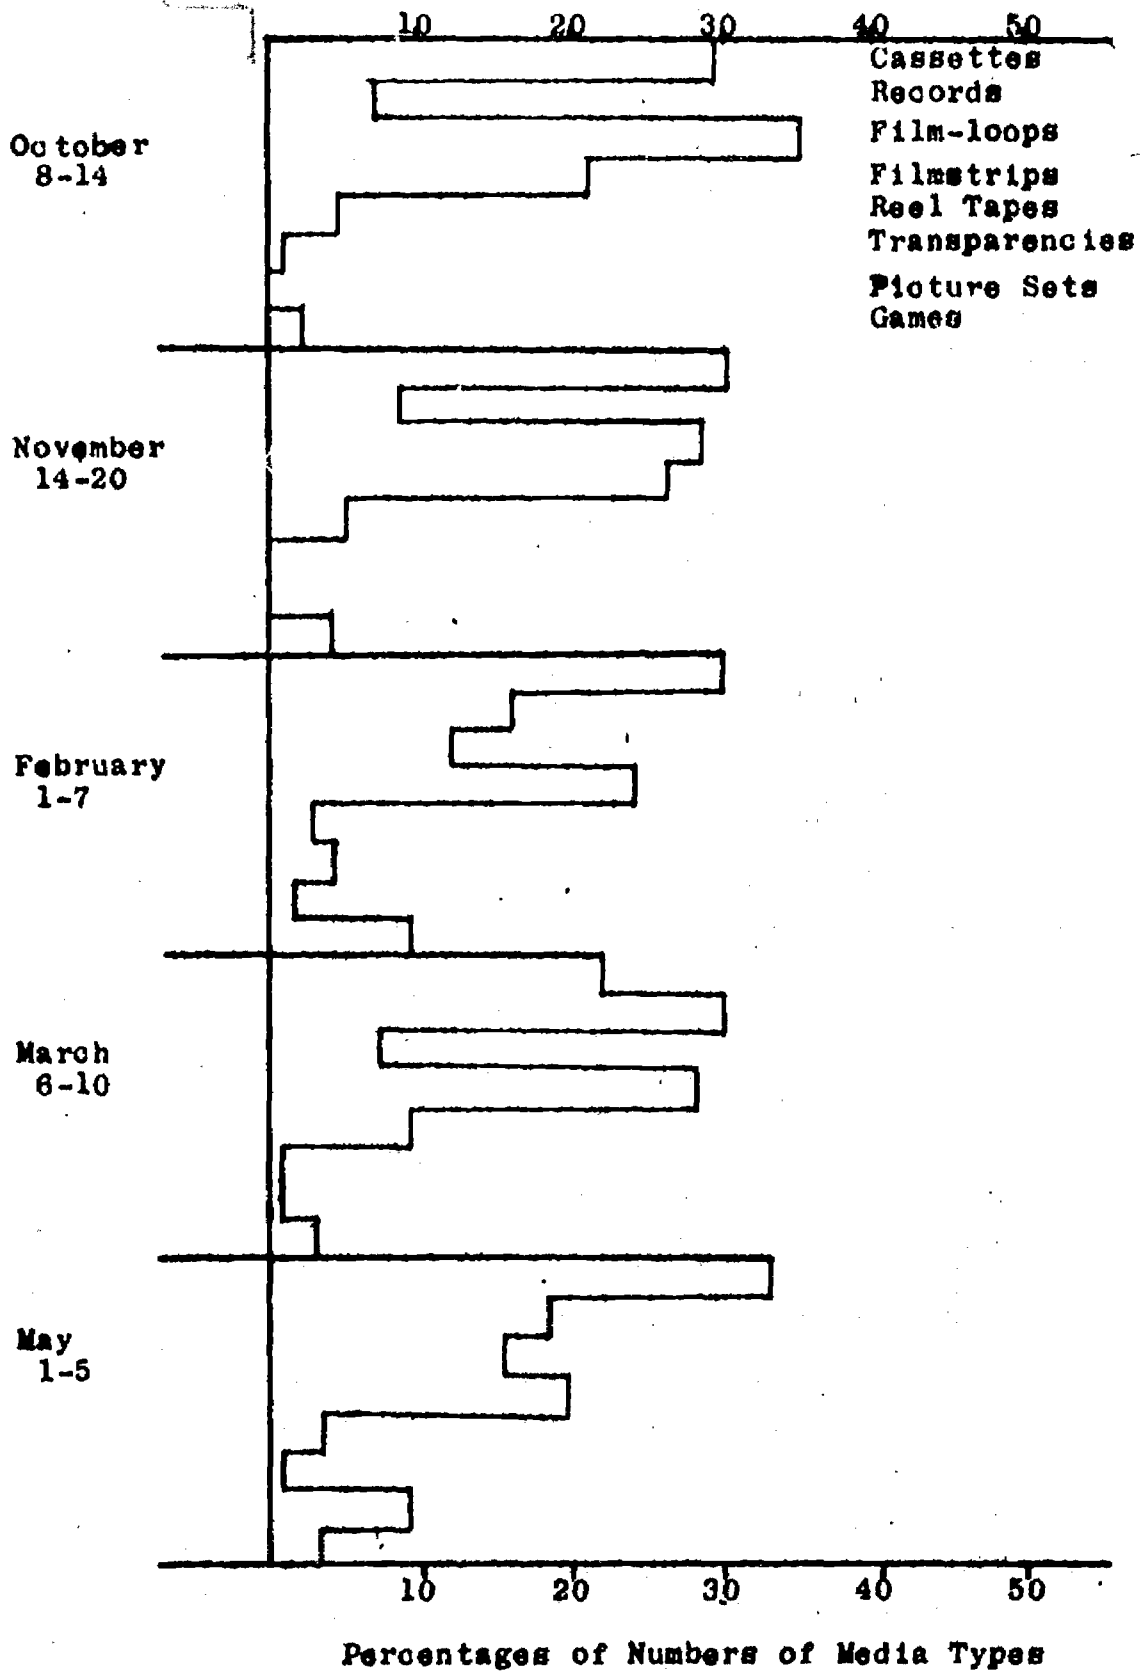 10 20 30 40 50
Cassettes
Records
Film-loops
Filmstrips
Reel Tapes
Transparencies
Picture Sets
Games
October
8-14
November
14-20
February
1-7
March
6-10
May
1-5
10 20 30 40 50
Percentages of Numbers of Media Types